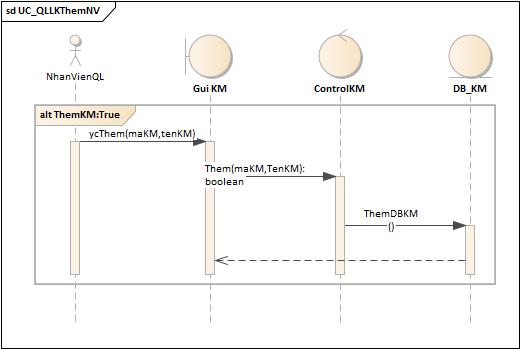 sd UC_QLLKThemNV
NhanVienQL
Gui KM
ControlKM
DB_KM
alt ThemKM:True
ycThem(maKM,tenKM)
Them(maKM,TenKM):
boolean
ThemDBKM
()